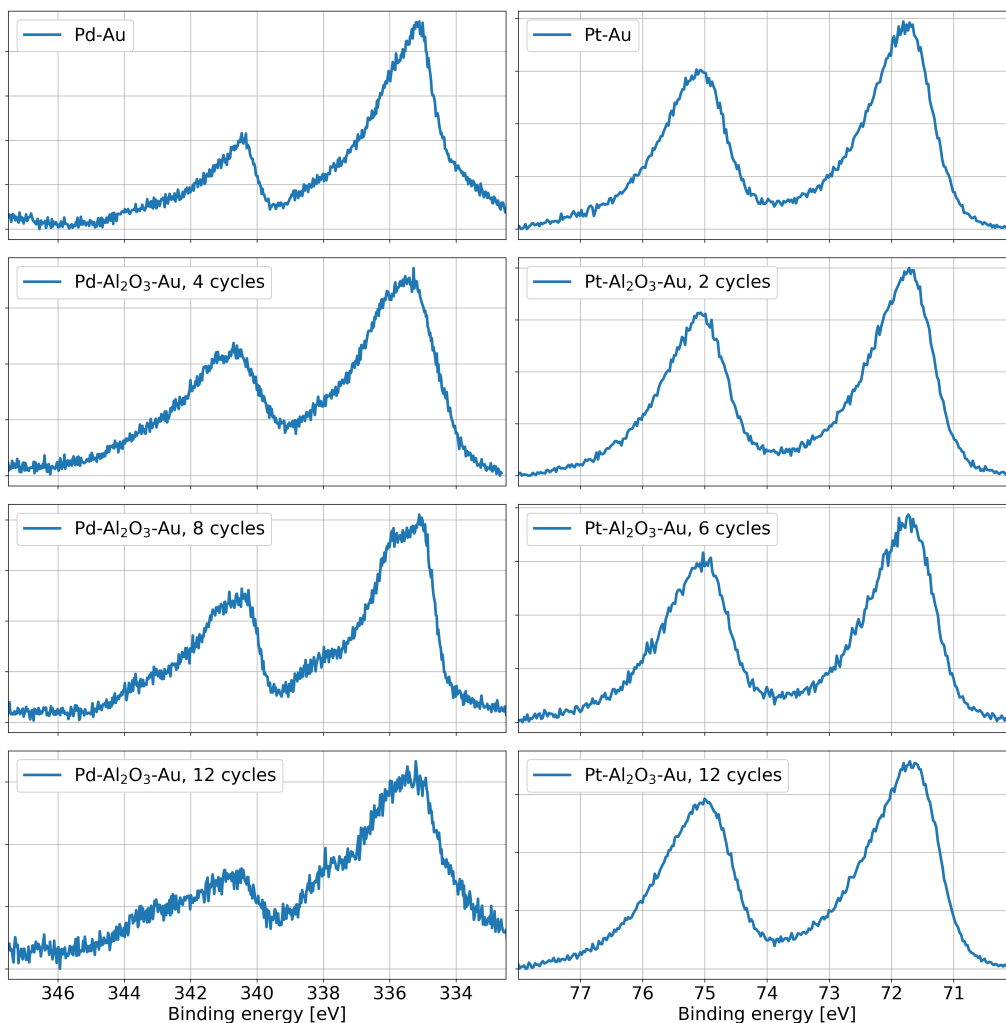 Pd-Au
Pt-Au
Pd-Al₂O₃-Au, 4 cycles
Pt-Al₂O₃-Au, 2 cycles
Pd-Al₂O₃-Au, 8 cycles
Pt-Al₂O₃-Au, 6 cycles
Pd-Al₂O₃-Au, 12 cycles
Pt-Al₂O₃-Au, 12 cycles
346 344 342 340 338 336 334
77 76 75 74 73 72 71
Binding energy [eV]
Binding energy [eV]